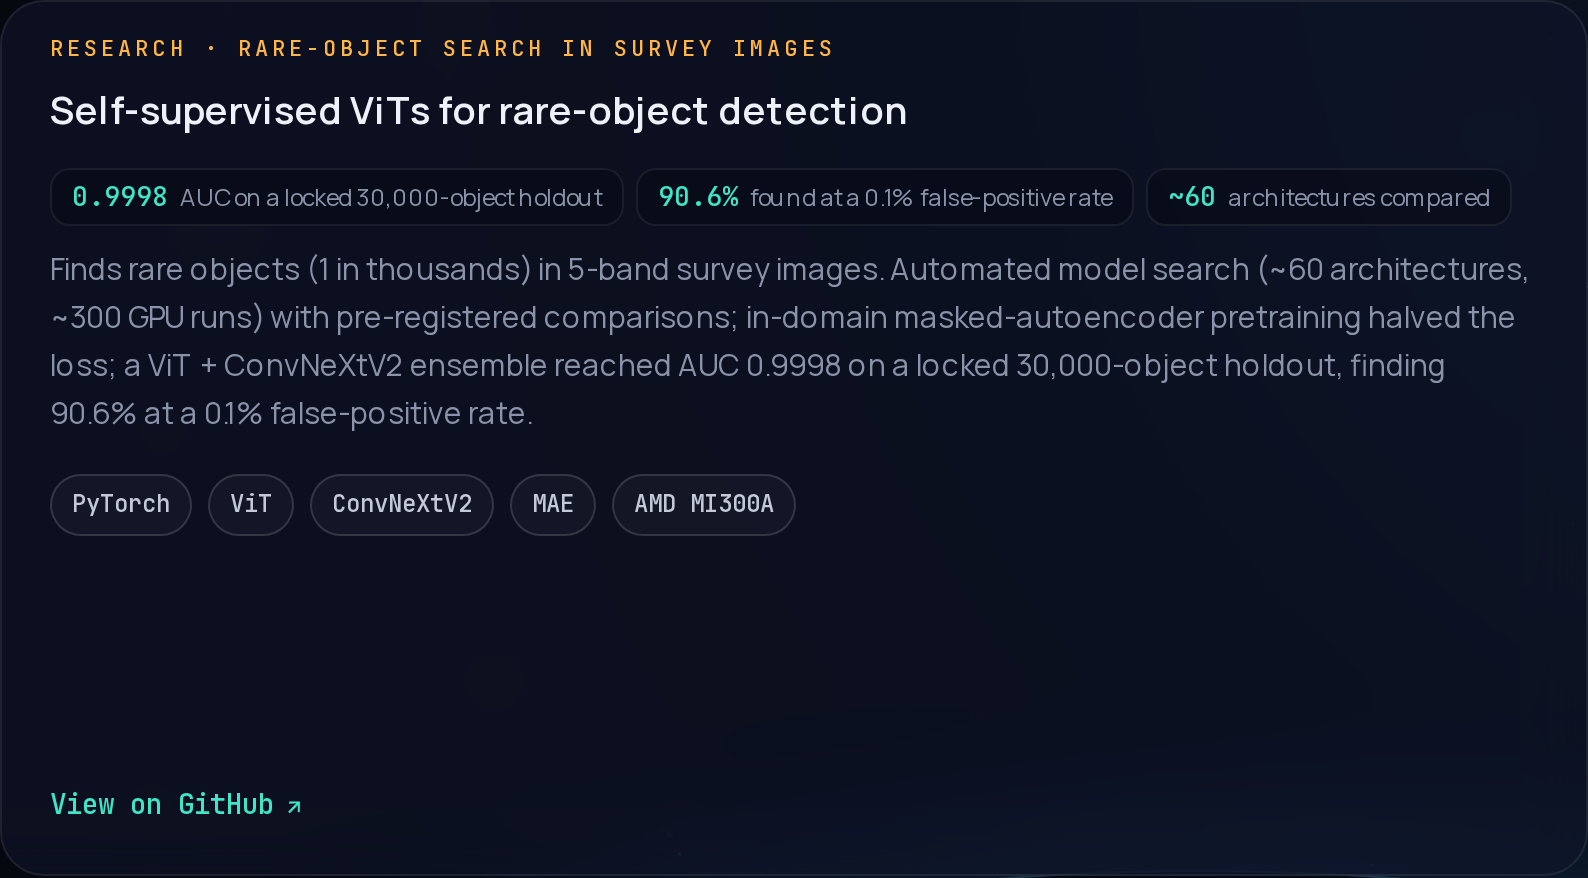 RESEARCH · RARE-OBJECT SEARCH IN SURVEY IMAGES
Self-supervised ViTs for rare-object detection
0.9998 AUC on a locked 30,000-object holdout 90.6% found at a 0.1% false-positive rate ~60 architectures compared
Finds rare objects (1 in thousands) in 5-band survey images. Automated model search (~60 architectures,
~300 GPU runs) with pre-registered comparisons; in-domain masked-autoencoder pretraining halved the
loss; a ViT + ConvNeXtV2 ensemble reached AUC 0.9998 on a locked 30,000-object holdout, finding
90.6% at a 0.1% false-positive rate.
PyTorch ViT ConvNeXtV2 MAE AMD MI300A
View on GitHub ↗